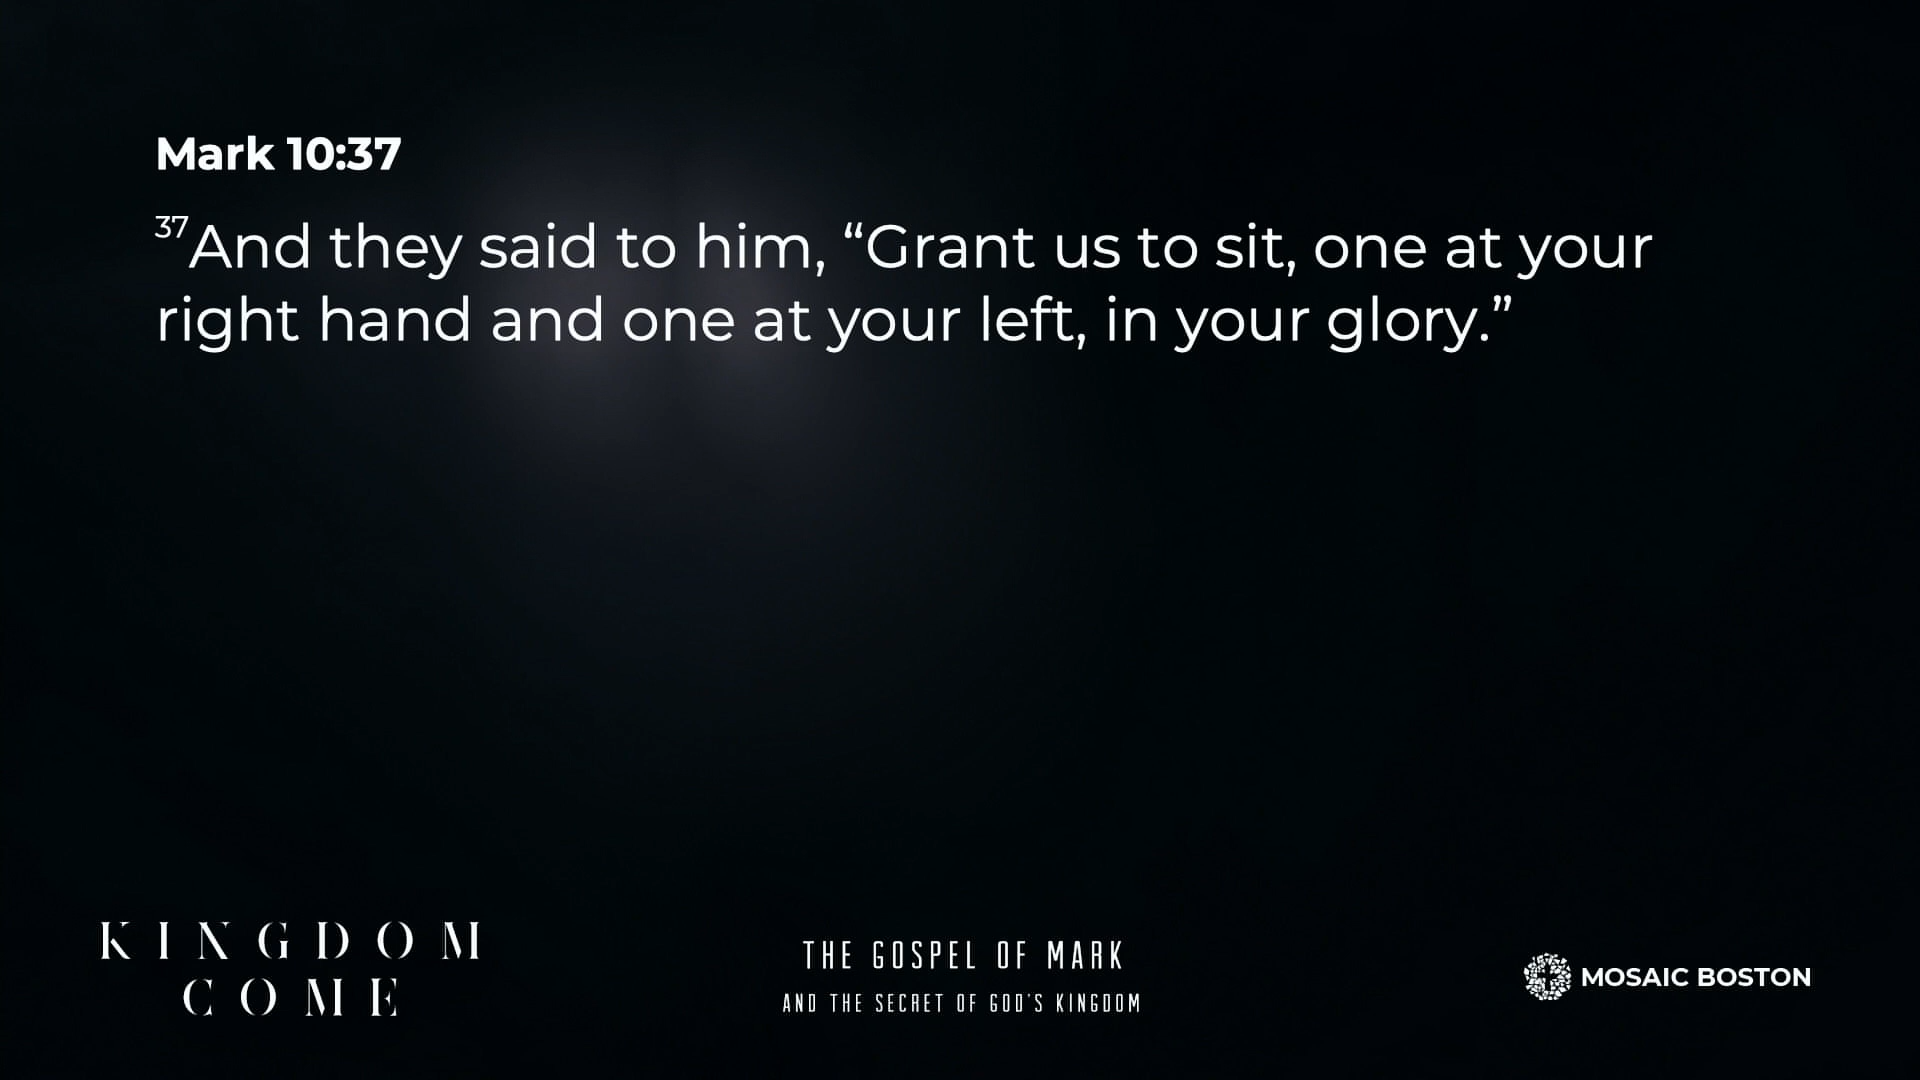 Mark 10:37
37And they said to him, “Grant us to sit, one at your
right hand and one at your left, in your glory.”
KINGDOM
COME
THE GOSPEL OF MARK
AND THE SECRET OF GOD'S KINGDOM
MOSAIC BOSTON